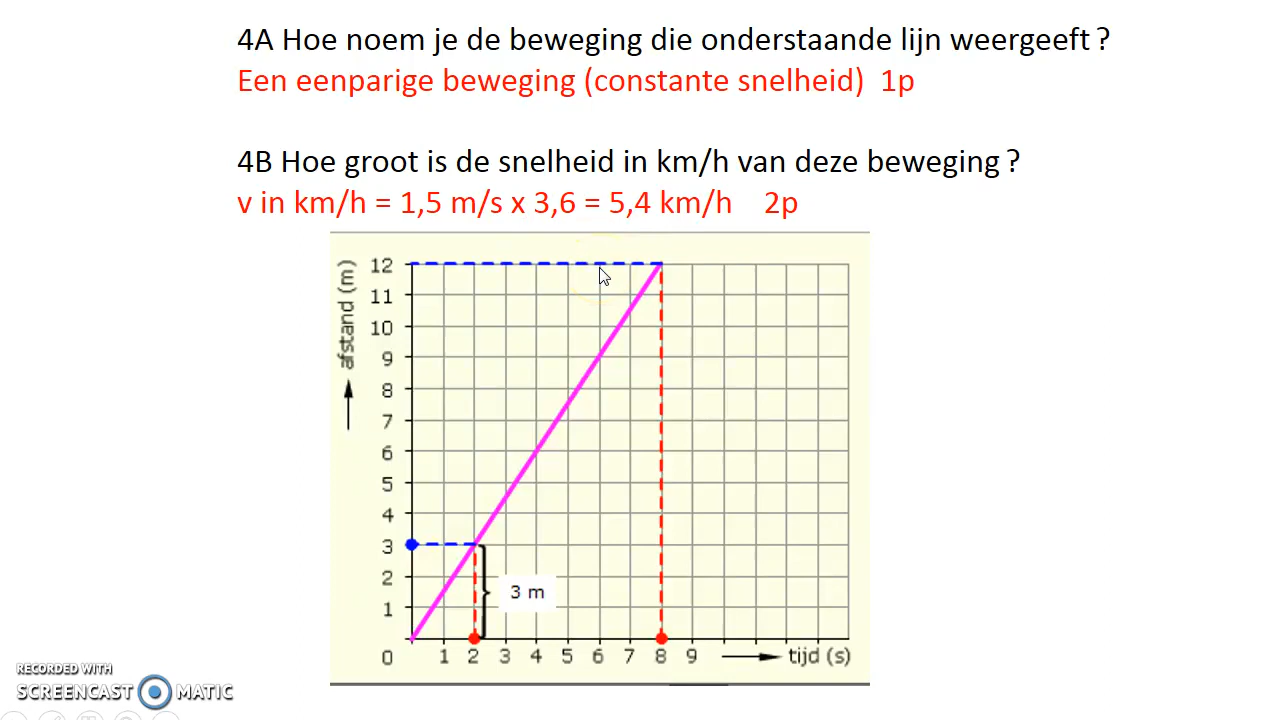 4A Hoe noem je de beweging die onderstaande lijn weergeeft ?
Een eenparige beweging (constante snelheid) 1p
4B Hoe groot is de snelheid in km/h van deze beweging ?
v in km/h = 1,5 m/s x 3,6 = 5,4 km/h 2p
afstand (m)
12
11
10
9
8
7
6
5
4
3
2
1
3 m
0 1 2 3 4 5 6 7 8 9 tijd (s)
RECORDED WITH
SCREENCAST MATIC